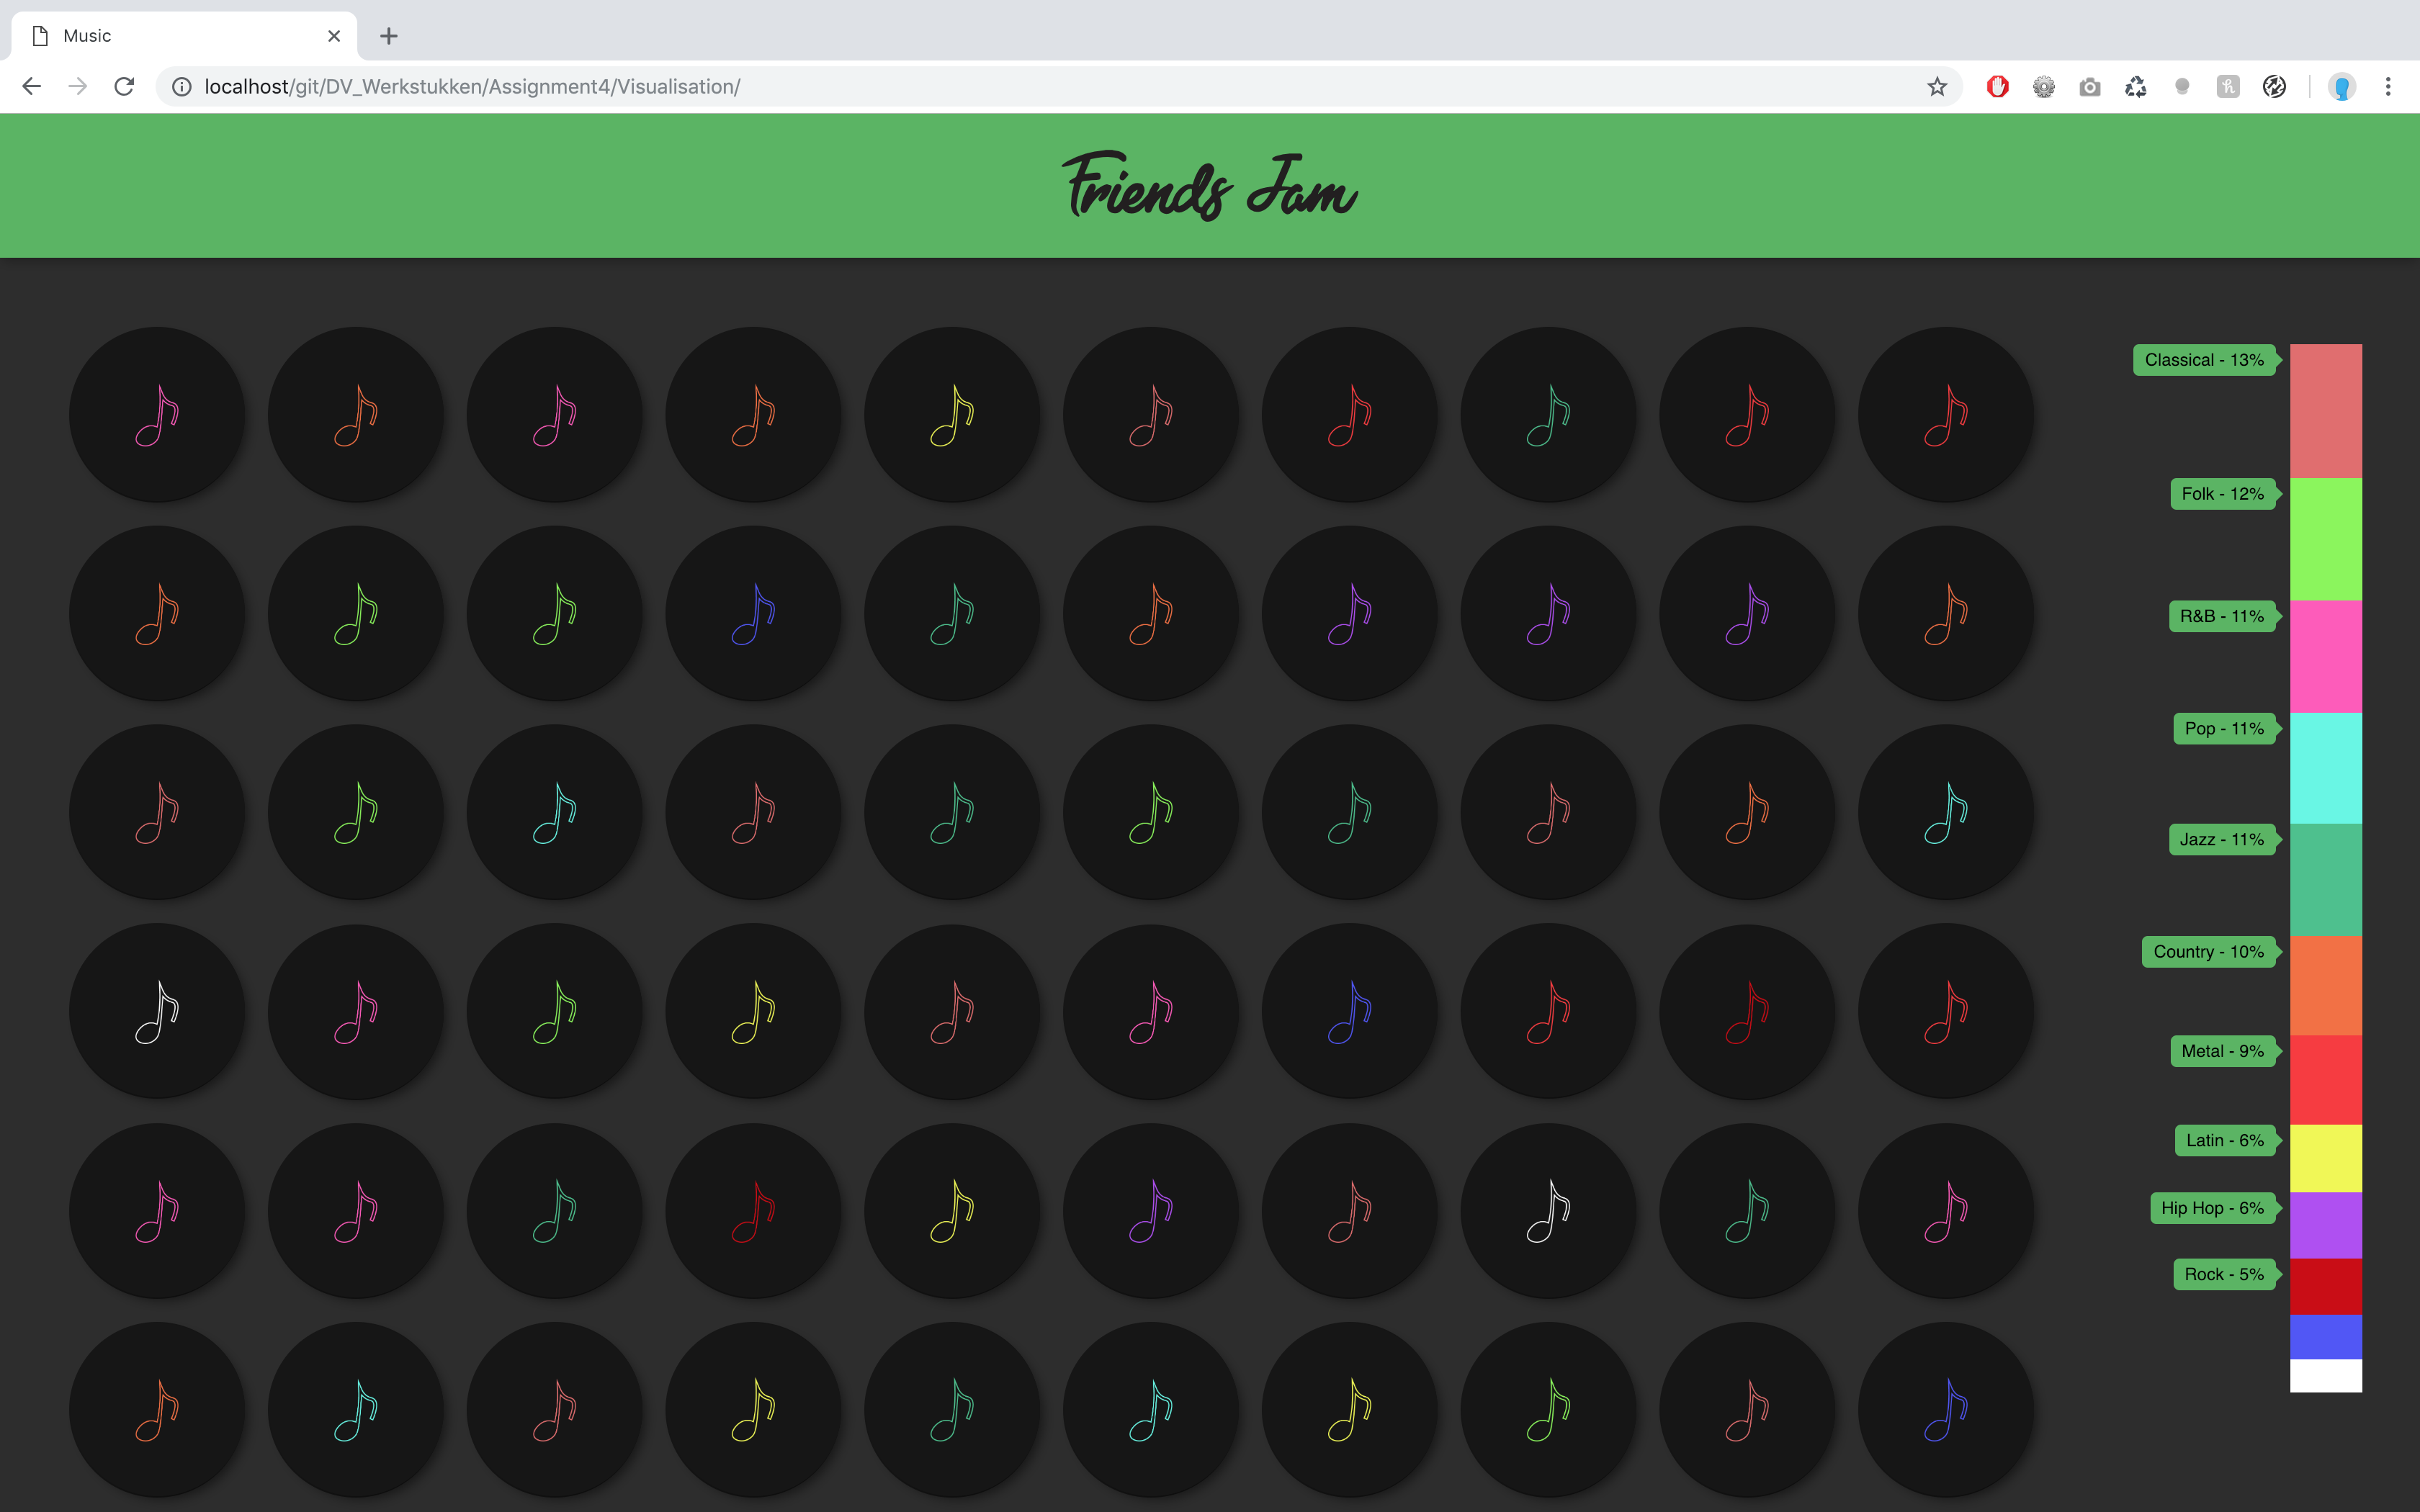 Music
localhost/git/DV_Werkstukken/Assignment4/Visualisation/
Friends Jam
Classical - 13%
Folk - 12%
R&B - 11%
Pop - 11%
Jazz - 11%
Country - 10%
Metal - 9%
Latin - 6%
Hip Hop - 6%
Rock - 5%